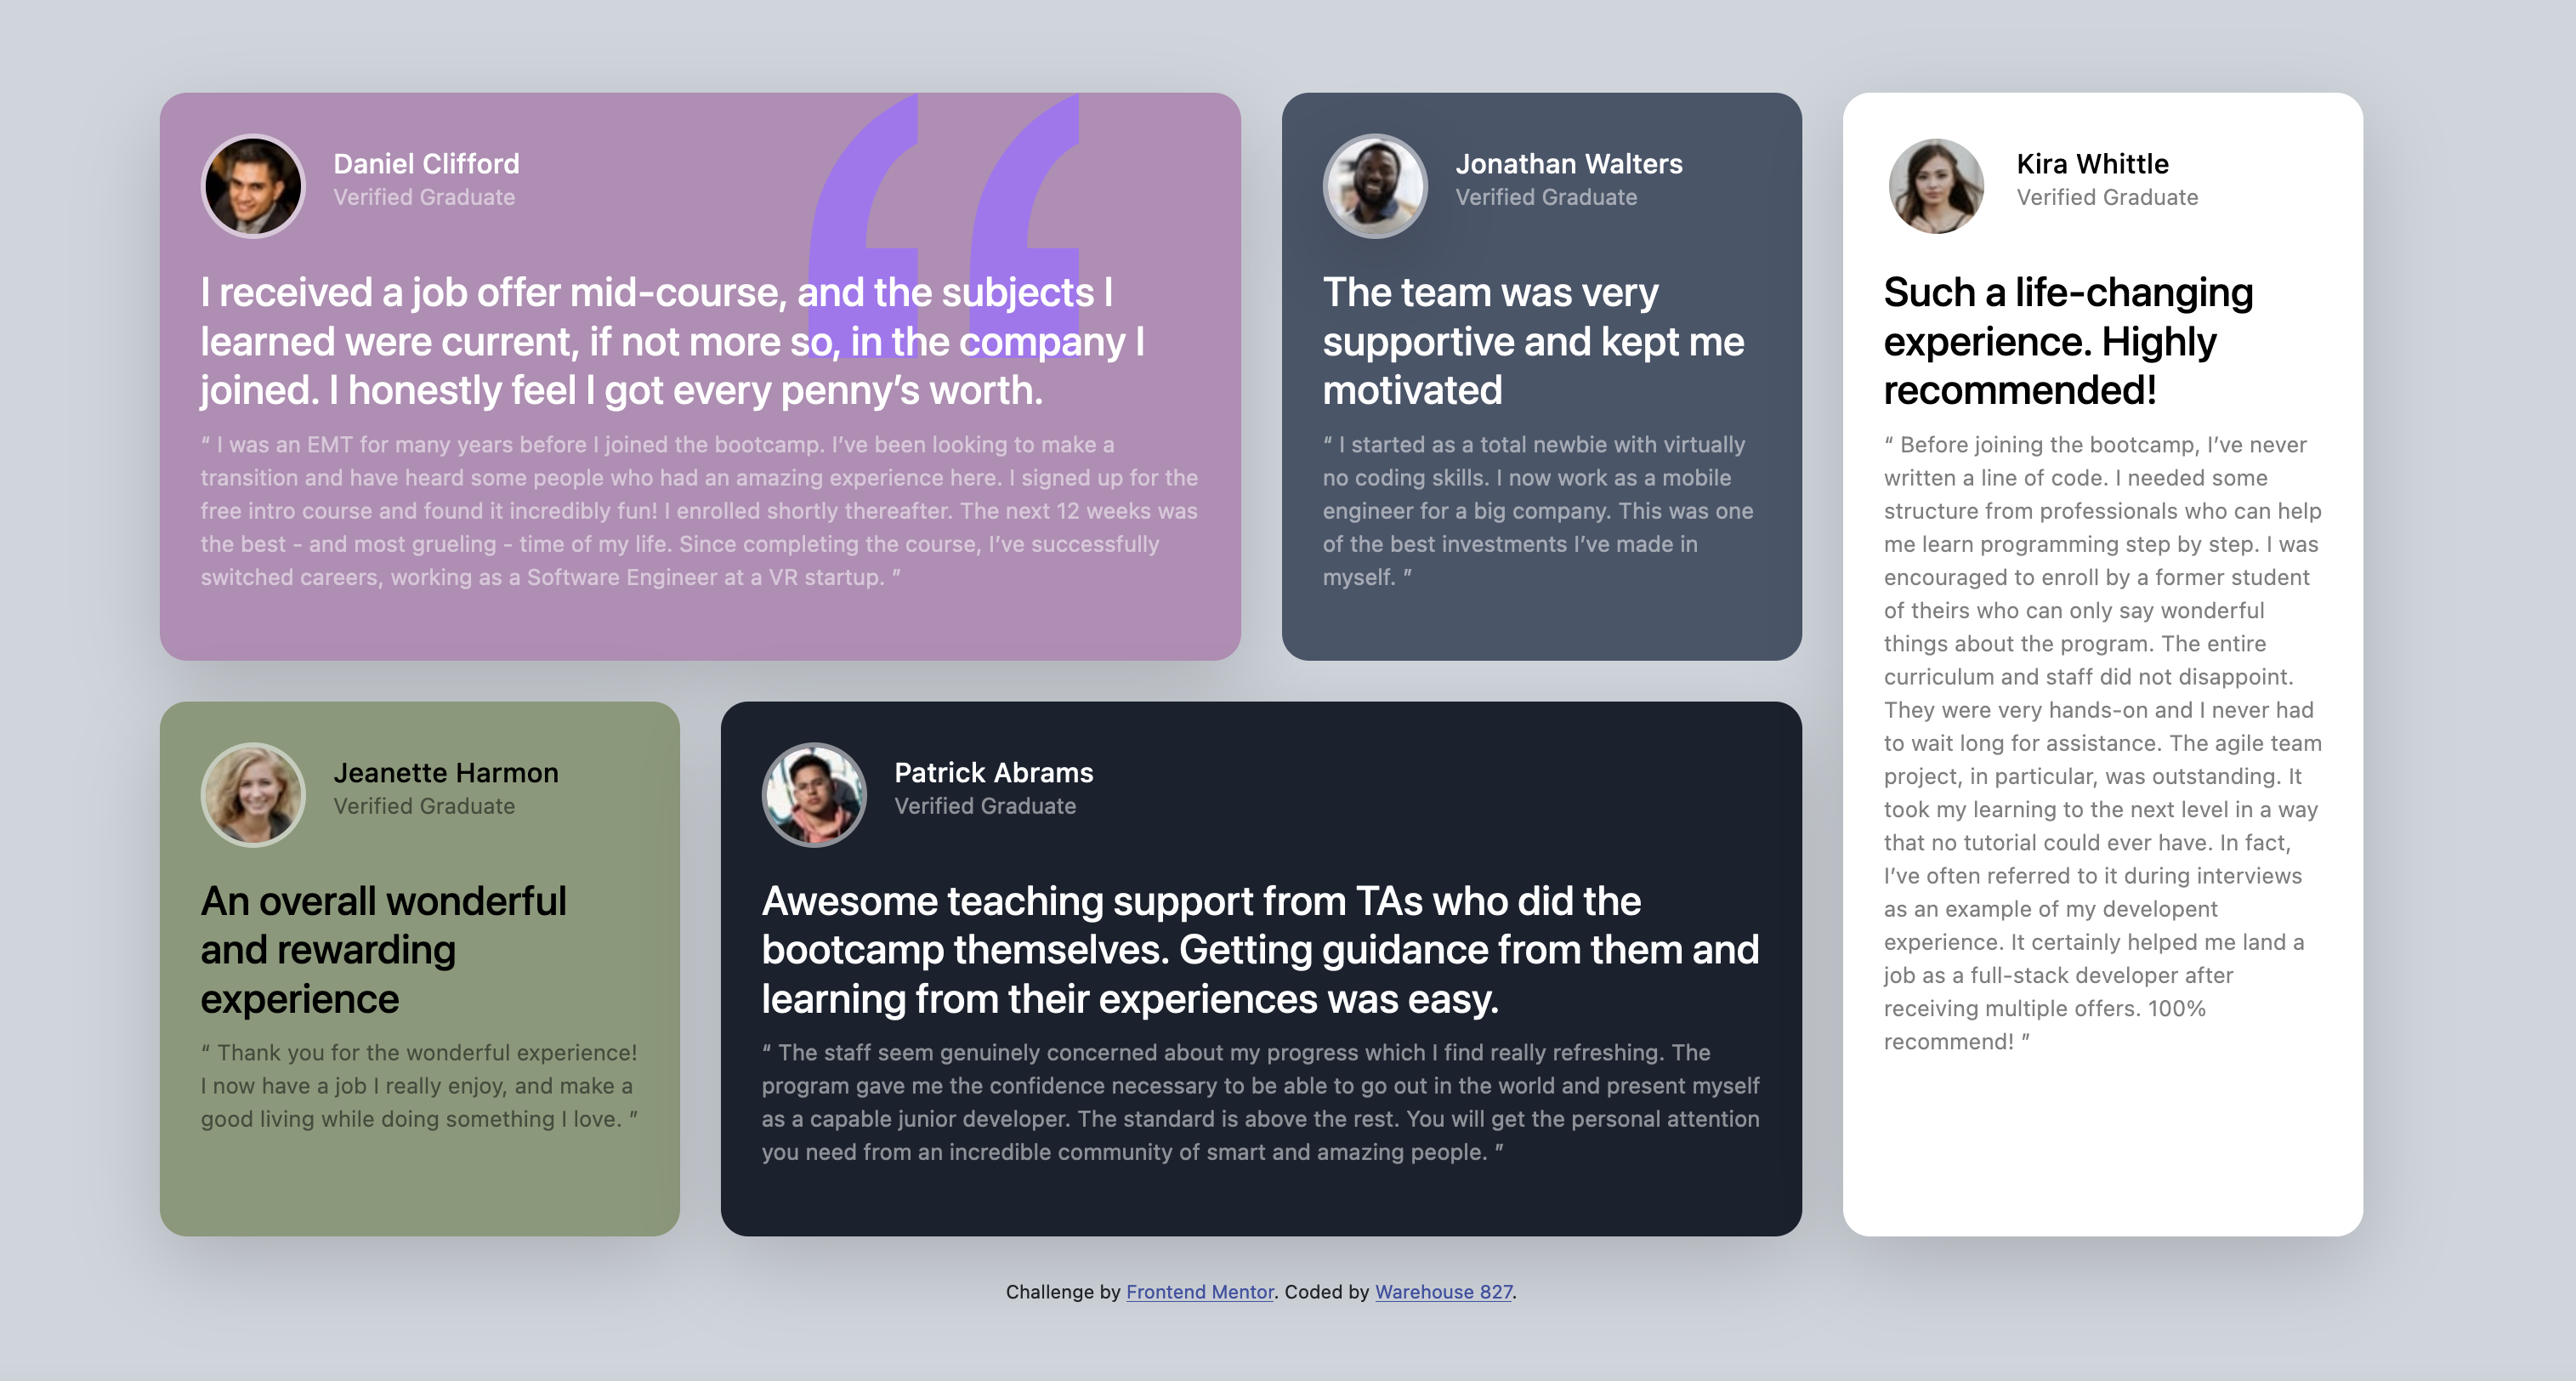 Daniel Clifford
Verified Graduate
I received a job offer mid-course, and the subjects I
learned were current, if not more so, in the company I
joined. I honestly feel I got every penny’s worth.
“ I was an EMT for many years before I joined the bootcamp. I’ve been looking to make a
transition and have heard some people who had an amazing experience here. I signed up for the
free intro course and found it incredibly fun! I enrolled shortly thereafter. The next 12 weeks was
the best - and most grueling - time of my life. Since completing the course, I’ve successfully
switched careers, working as a Software Engineer at a VR startup. ”
Jonathan Walters
Verified Graduate
The team was very
supportive and kept me
motivated
“ I started as a total newbie with virtually
no coding skills. I now work as a mobile
engineer for a big company. This was one
of the best investments I’ve made in
myself. ”
Kira Whittle
Verified Graduate
Such a life-changing
experience. Highly
recommended!
“ Before joining the bootcamp, I’ve never
written a line of code. I needed some
structure from professionals who can help
me learn programming step by step. I was
encouraged to enroll by a former student
of theirs who can only say wonderful
things about the program. The entire
curriculum and staff did not disappoint.
They were very hands-on and I never had
to wait long for assistance. The agile team
project, in particular, was outstanding. It
took my learning to the next level in a way
that no tutorial could ever have. In fact,
I’ve often referred to it during interviews
as an example of my developent
experience. It certainly helped me land a
job as a full-stack developer after
receiving multiple offers. 100%
recommend! ”
Jeanette Harmon
Verified Graduate
An overall wonderful
and rewarding
experience
“ Thank you for the wonderful experience!
I now have a job I really enjoy, and make a
good living while doing something I love. ”
Patrick Abrams
Verified Graduate
Awesome teaching support from TAs who did the
bootcamp themselves. Getting guidance from them and
learning from their experiences was easy.
“ The staff seem genuinely concerned about my progress which I find really refreshing. The
program gave me the confidence necessary to be able to go out in the world and present myself
as a capable junior developer. The standard is above the rest. You will get the personal attention
you need from an incredible community of smart and amazing people. ”
Challenge by Frontend Mentor. Coded by Warehouse 827.